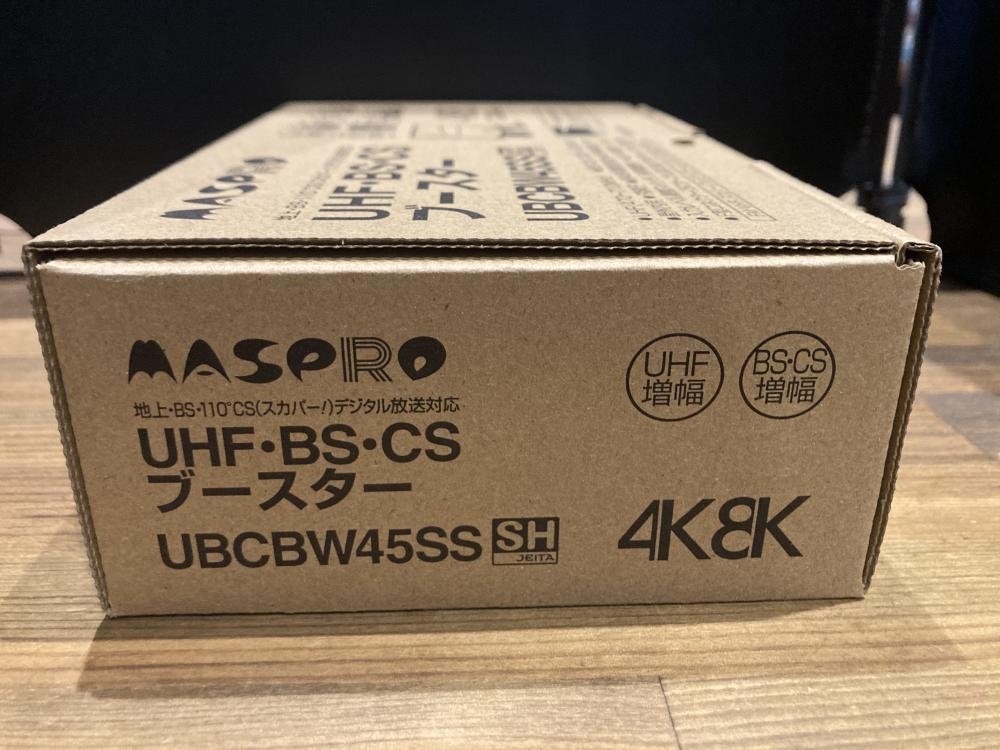 MASPRO
UHF・BS・CS
ブースター
UBCBW45SS
MASPRO
地上・BS・110°CS(スカパー!)デジタル放送対応
UHF・BS・CS
ブースター
UBCBW45SS SH JEITA
UHF
増幅
BS・CS
増幅
4K8K